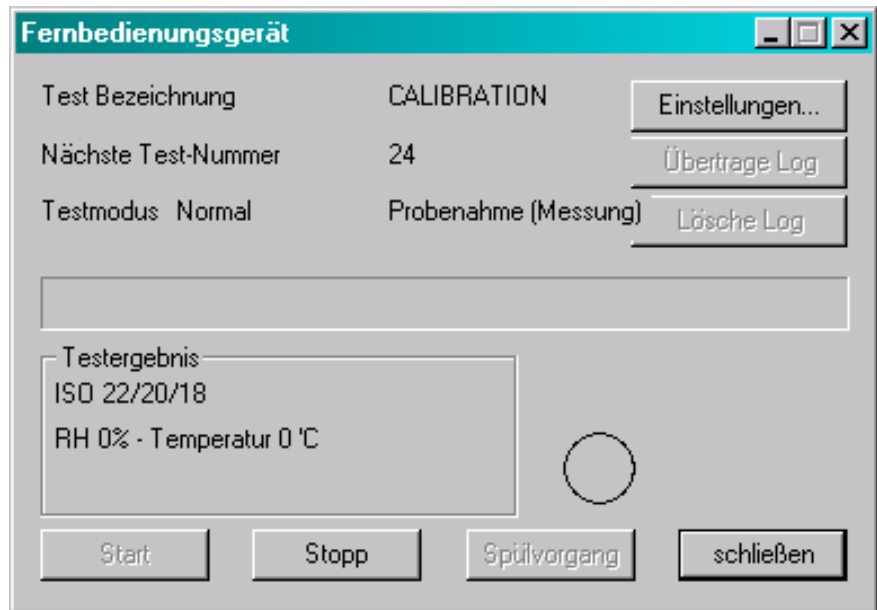 Fernbedienungsgerät
Test Bezeichnung CALIBRATION Einstellungen...
Nächste Test-Nummer 24 Übertrage Log
Testmodus Normal Probenahme (Messung) Lösche Log
Testergebnis
ISO 22/20/18
RH 0% - Temperatur 0 'C
Start Stopp Spülvorgang schließen